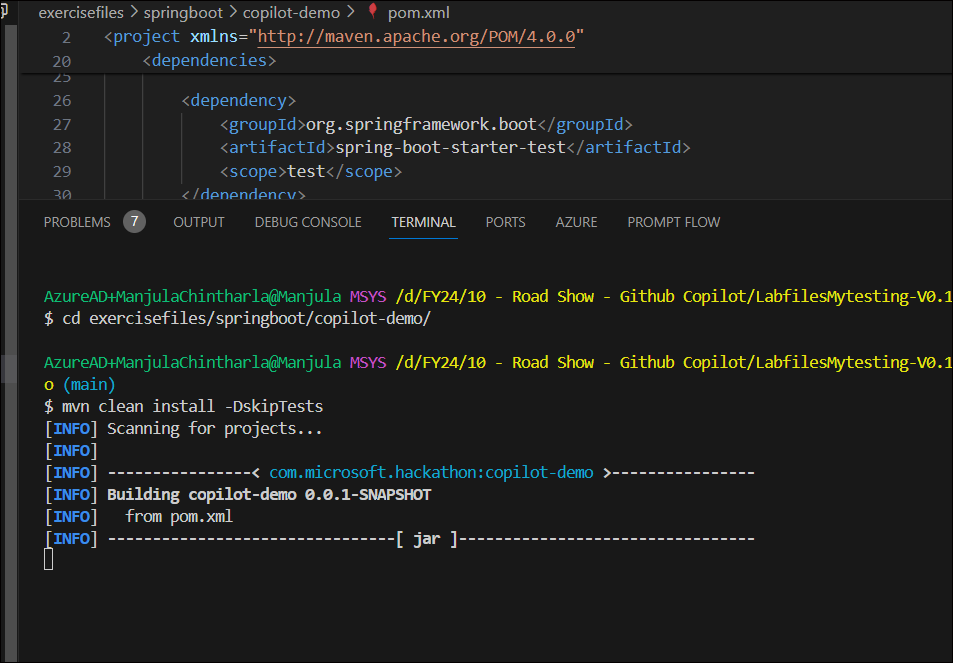 exercisefiles > springboot > copilot-demo > pom.xml
2 <project xmlns="http://maven.apache.org/POM/4.0.0"
20 <dependencies>
25
26 <dependency>
27 <groupId>org.springframework.boot</groupId>
28 <artifactId>spring-boot-starter-test</artifactId>
29 <scope>test</scope>
30 </dependency>
PROBLEMS 7 OUTPUT DEBUG CONSOLE TERMINAL PORTS AZURE PROMPT FLOW
AzureAD+ManjulaChintharla@Manjula MSYS /d/FY24/10 - Road Show - Github Copilot/LabfilesMytesting-V0.1
$ cd exercisefiles/springboot/copilot-demo/
AzureAD+ManjulaChintharla@Manjula MSYS /d/FY24/10 - Road Show - Github Copilot/LabfilesMytesting-V0.1
o (main)
$ mvn clean install -DskipTests
[INFO] Scanning for projects...
[INFO]
[INFO] ----------------< com.microsoft.hackathon:copilot-demo >----------------
[INFO] Building copilot-demo 0.0.1-SNAPSHOT
[INFO]   from pom.xml
[INFO] --------------------------------[ jar ]---------------------------------